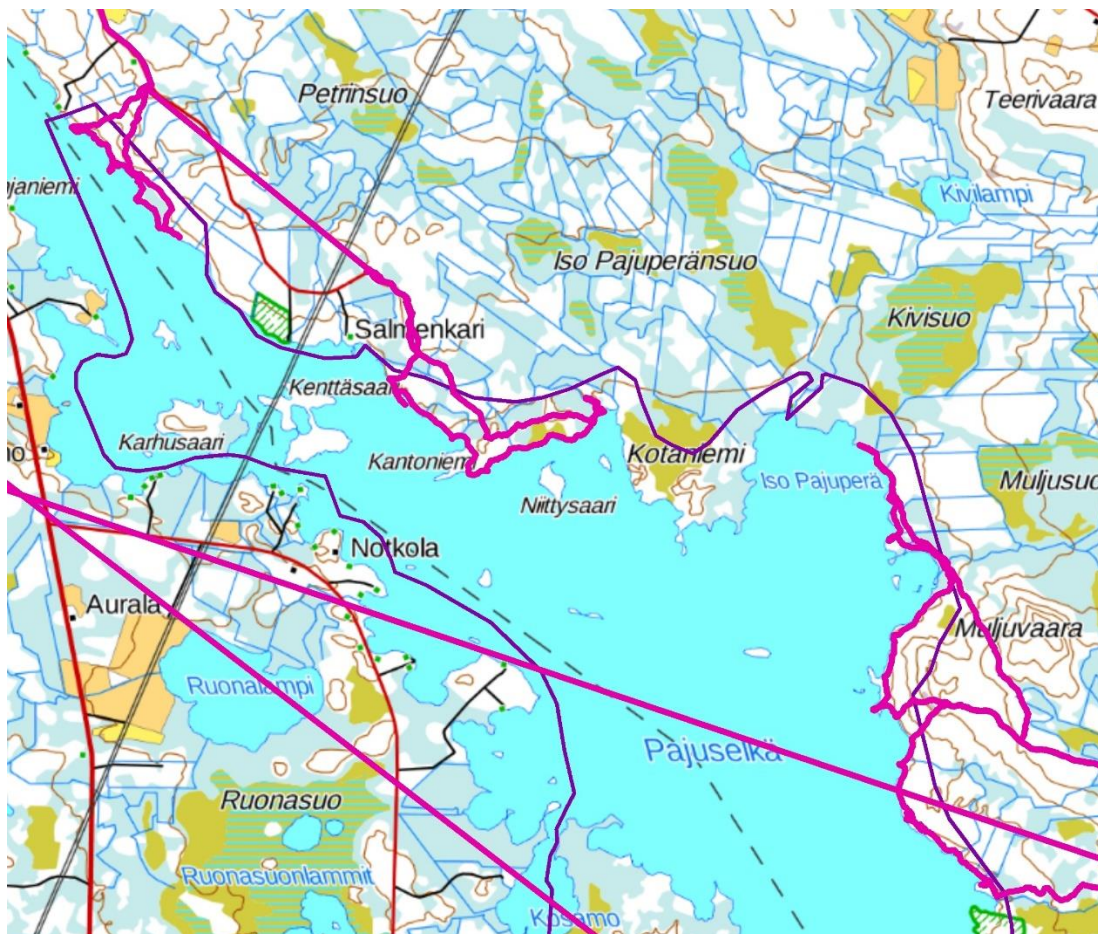 Petrinsuo
Teerivaara
Kivilampi
Iso Pajuperänsuo
Kivisuo
Salmenkari
Kenttäsaari
Karhusaari
Kantoniemi
Kotaniemi
Iso Pajuperä
Muljusuo
Niittysaari
Notkola
Aurala
Muljuvaara
Ruonalampi
Pajuselkä
Ruonasuo
Ruonasuonlammit
Kosamo